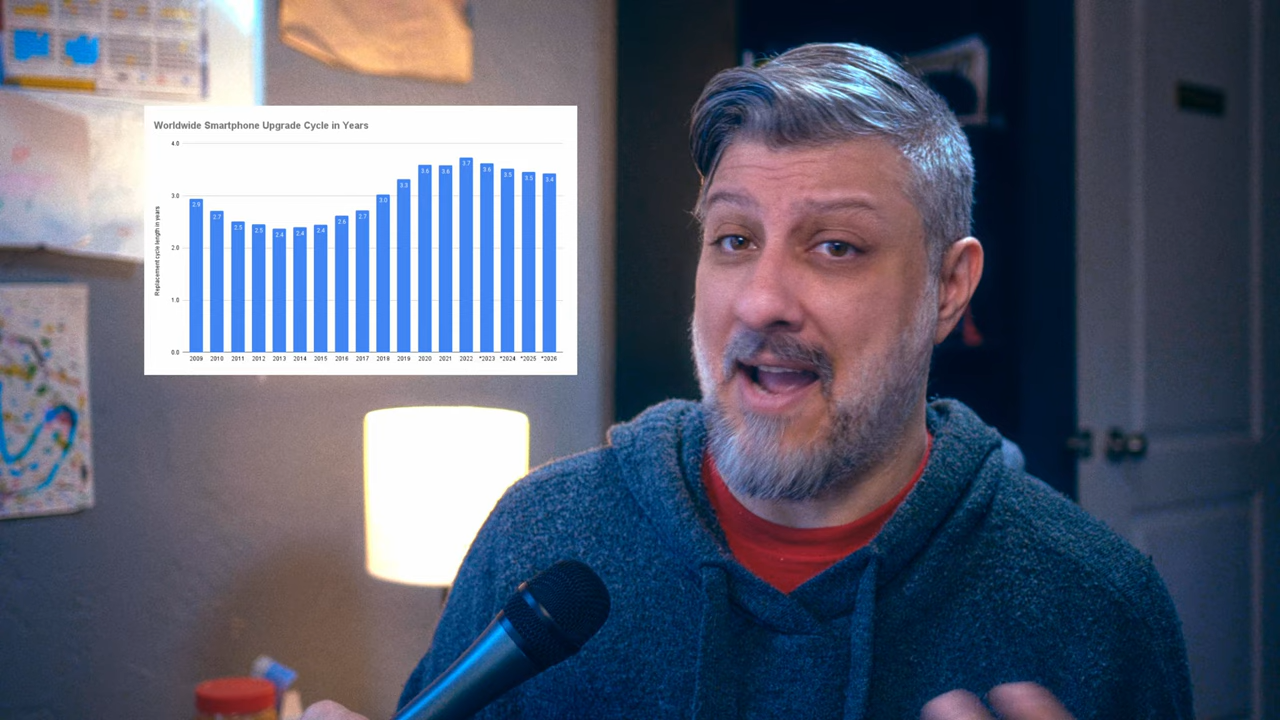 Worldwide Smartphone Upgrade Cycle in Years
Replacement cycle length in years
4.0
3.0
2.0
1.0
0.0
2.9 2.7 2.5 2.5 2.4 2.4 2.4 2.6 2.7 3.0 3.3 3.6 3.6 3.7 3.6 3.5 3.5 3.4
2009 2010 2011 2012 2013 2014 2015 2016 2017 2018 2019 2020 2021 2022 *2023 *2024 *2025 *2026